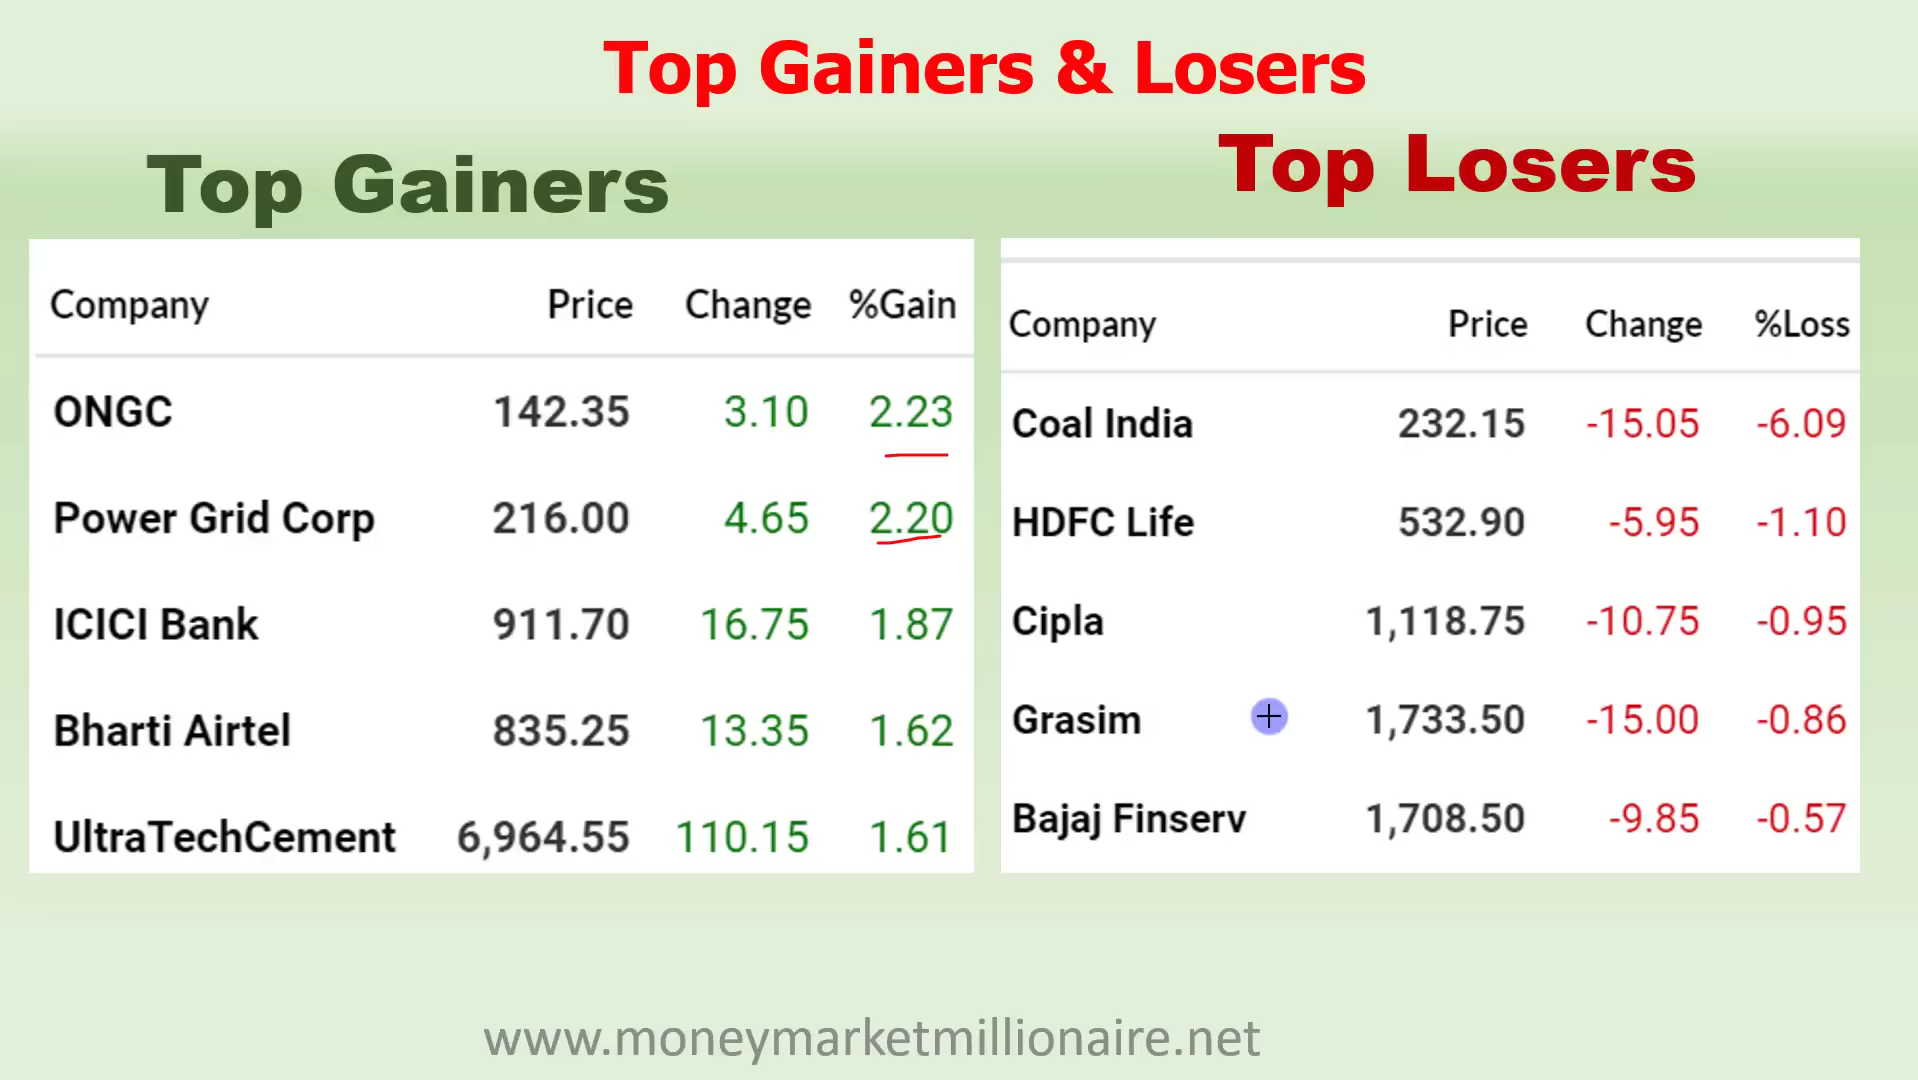 Top Gainers & Losers
Top Gainers
Company Price Change %Gain
ONGC 142.35 3.10 2.23
Power Grid Corp 216.00 4.65 2.20
ICICI Bank 911.70 16.75 1.87
Bharti Airtel 835.25 13.35 1.62
UltraTechCement 6,964.55 110.15 1.61
Top Losers
Company Price Change %Loss
Coal India 232.15 -15.05 -6.09
HDFC Life 532.90 -5.95 -1.10
Cipla 1,118.75 -10.75 -0.95
Grasim 1,733.50 -15.00 -0.86
Bajaj Finserv 1,708.50 -9.85 -0.57
www.moneymarketmillionaire.net